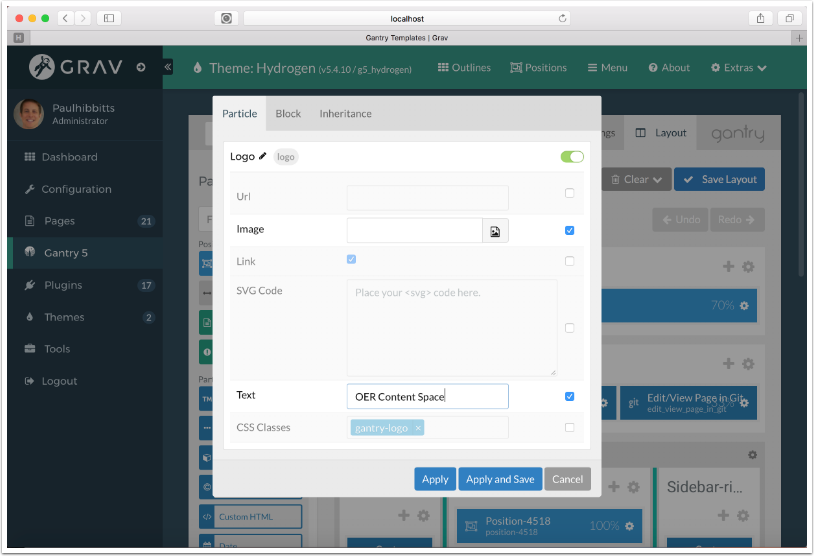 localhost
Gantry Templates | Grav
GRAV
Theme: Hydrogen (v5.4.10 / g5_hydrogen)
Outlines
Positions
Menu
About
Extras
Paulhibbitts
Administrator
Dashboard
Configuration
Pages 21
Gantry 5
Plugins 17
Themes 2
Tools
Logout
Particle Block Inheritance
Logo logo
Url
Image
Link
SVG Code
Place your <svg> code here.
Text
OER Content Space
CSS Classes
gantry-logo ×
Apply
Apply and Save
Cancel
Layout
gantry
Clear
Save Layout
Undo
Redo
70%
git
Edit/View Page in Git
edit_view_page_in_git
Custom HTML
Position-4518
position-4518
100%
Sidebar-ri...